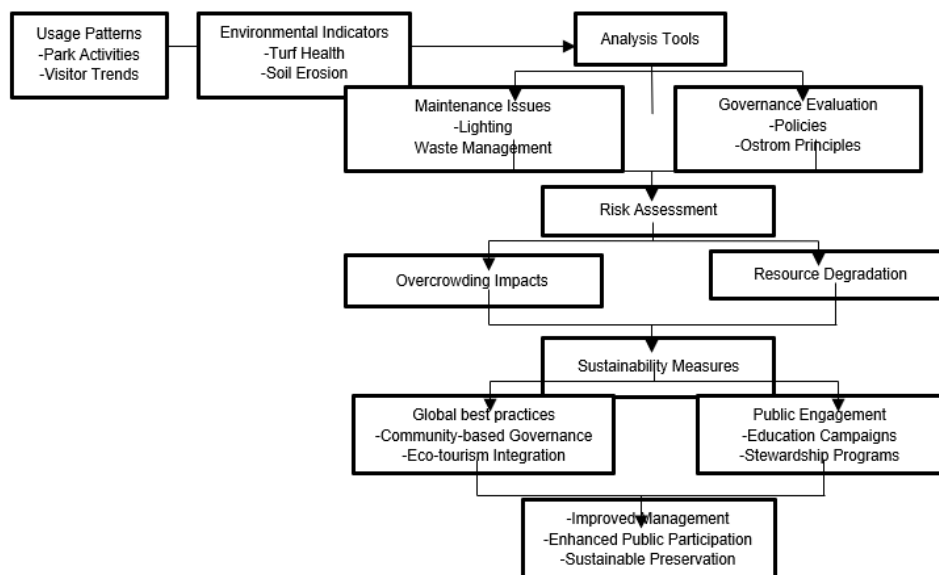 Usage Patterns
-Park Activities
-Visitor Trends
Environmental Indicators
-Turf Health
-Soil Erosion
Analysis Tools
Maintenance Issues
-Lighting
Waste Management
Governance Evaluation
-Policies
-Ostrom Principles
Risk Assessment
Overcrowding Impacts
Resource Degradation
Sustainability Measures
Global best practices
-Community-based Governance
-Eco-tourism Integration
Public Engagement
-Education Campaigns
-Stewardship Programs
-Improved Management
-Enhanced Public Participation
-Sustainable Preservation